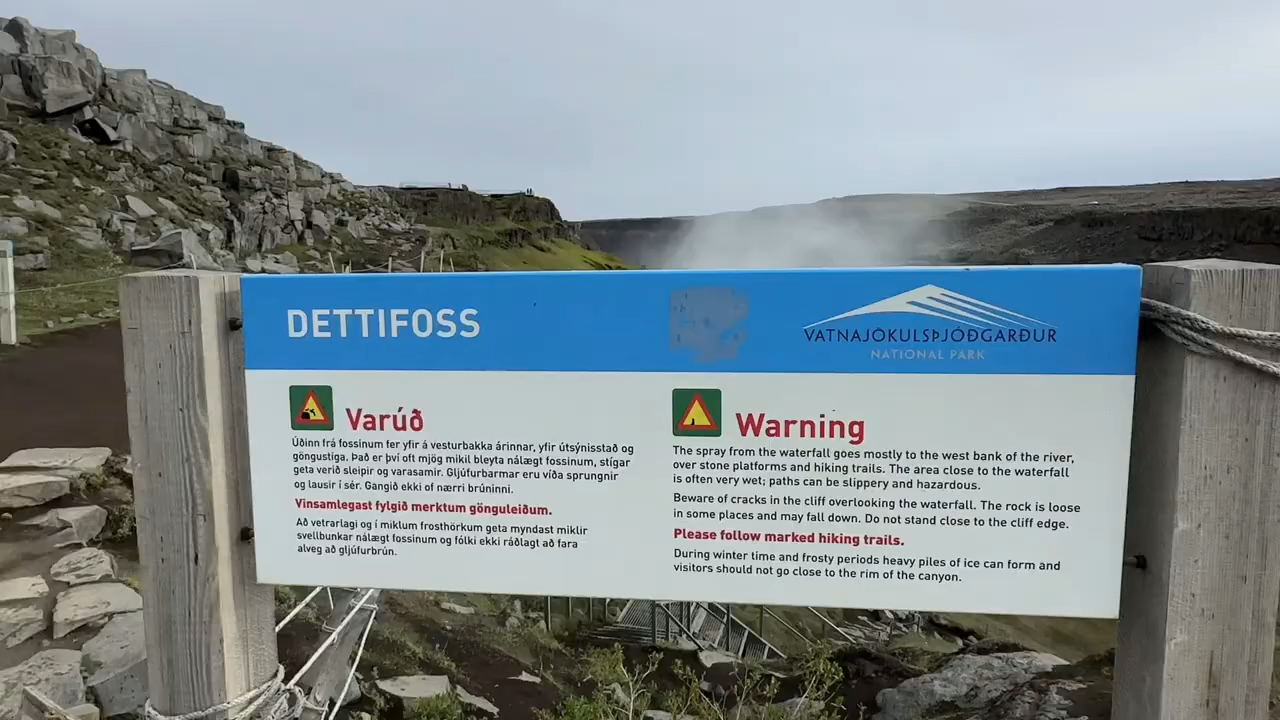 DETTIFOSS
VATNAJÖKULSÞJÓÐGARÐUR
NATIONAL PARK
Varúð
Úðinn frá fossinum fer yfir á vesturbakka árinnar, yfir útsýnisstað og
göngustíga. Það er því oft mjög mikil bleyta nálægt fossinum, stígar
geta verið sleipir og varasamir. Gljúfurbarmar eru víða sprungnir
og lausir í sér. Gangið ekki of nærri brúninni.
Vinsamlegast fylgið merktum gönguleiðum.
Að vetrarlagi og í miklum frosthörkum geta myndast miklir
svellbunkar nálægt fossinum og fólki ekki ráðlagt að fara
alveg að gljúfurbrún.
Warning
The spray from the waterfall goes mostly to the west bank of the river,
over stone platforms and hiking trails. The area close to the waterfall
is often very wet; paths can be slippery and hazardous.
Beware of cracks in the cliff overlooking the waterfall. The rock is loose
in some places and may fall down. Do not stand close to the cliff edge.
Please follow marked hiking trails.
During winter time and frosty periods heavy piles of ice can form and
visitors should not go close to the rim of the canyon.